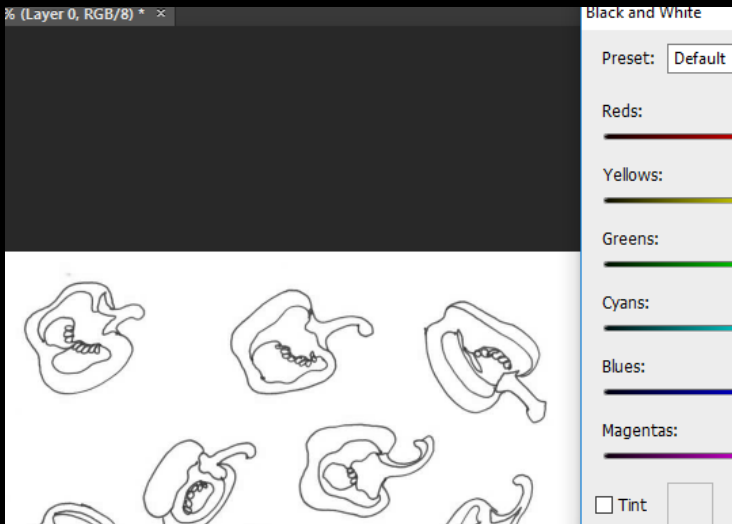 % (Layer 0, RGB/8) * ×
Black and White
Preset: Default
Reds:
Yellows:
Greens:
Cyans:
Blues:
Magentas:
Tint